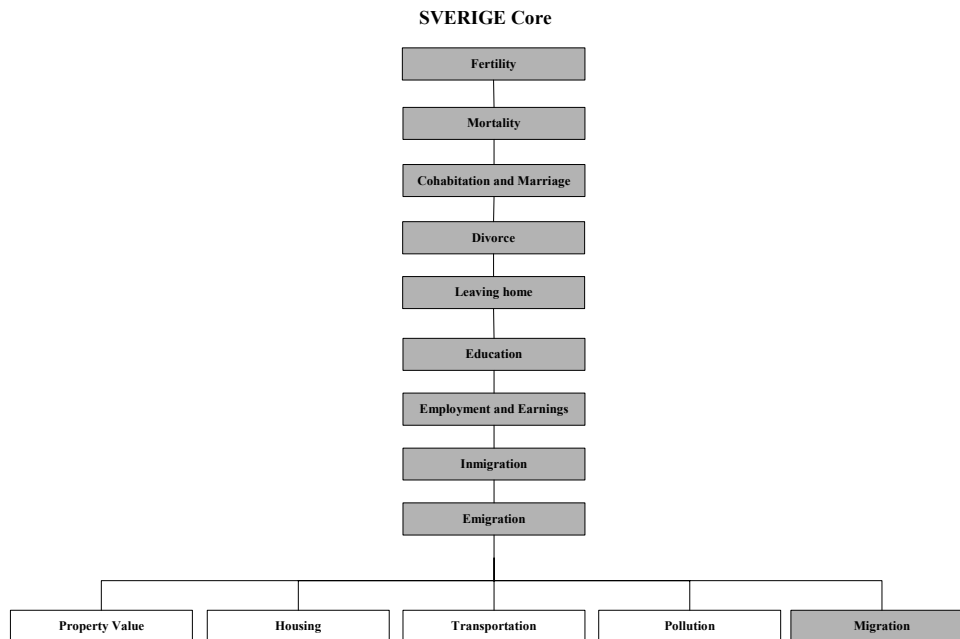 SVERIGE Core
Fertility
Mortality
Cohabitation and Marriage
Divorce
Leaving home
Education
Employment and Earnings
Inmigration
Emigration
Property Value
Housing
Transportation
Pollution
Migration